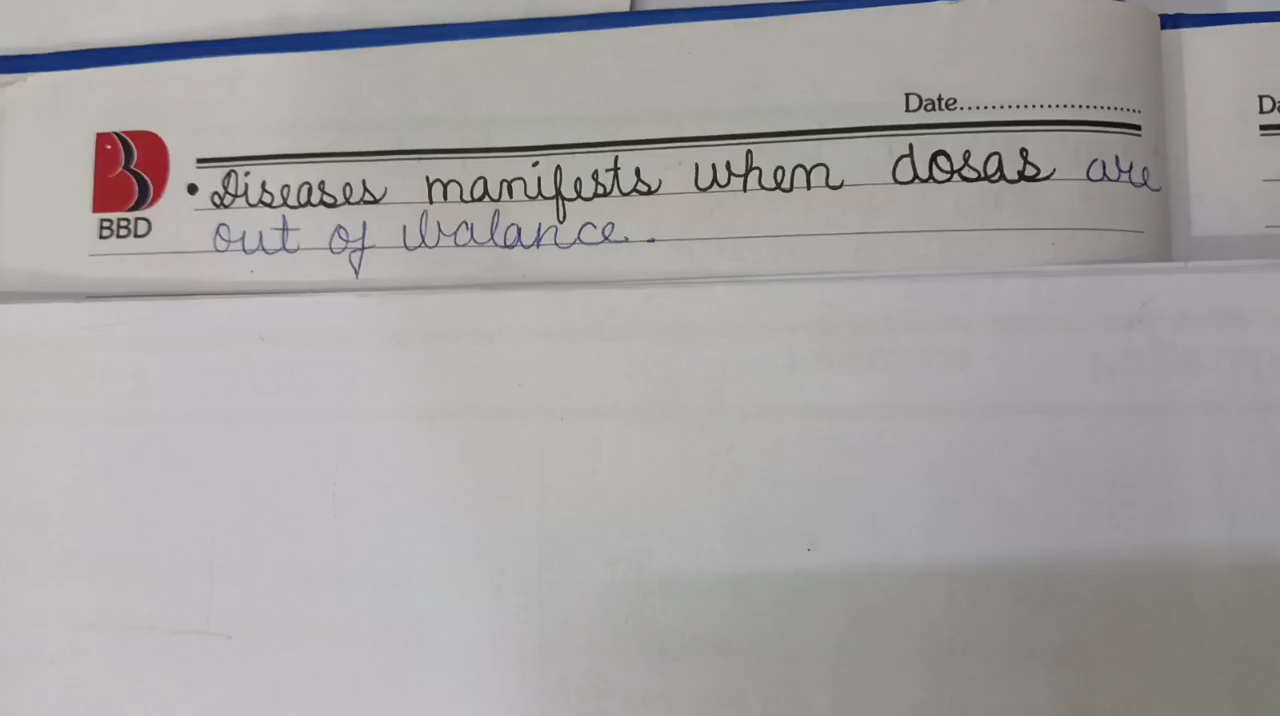 Date........................
• Diseases manifests when dosas are
BBD
out of balance.